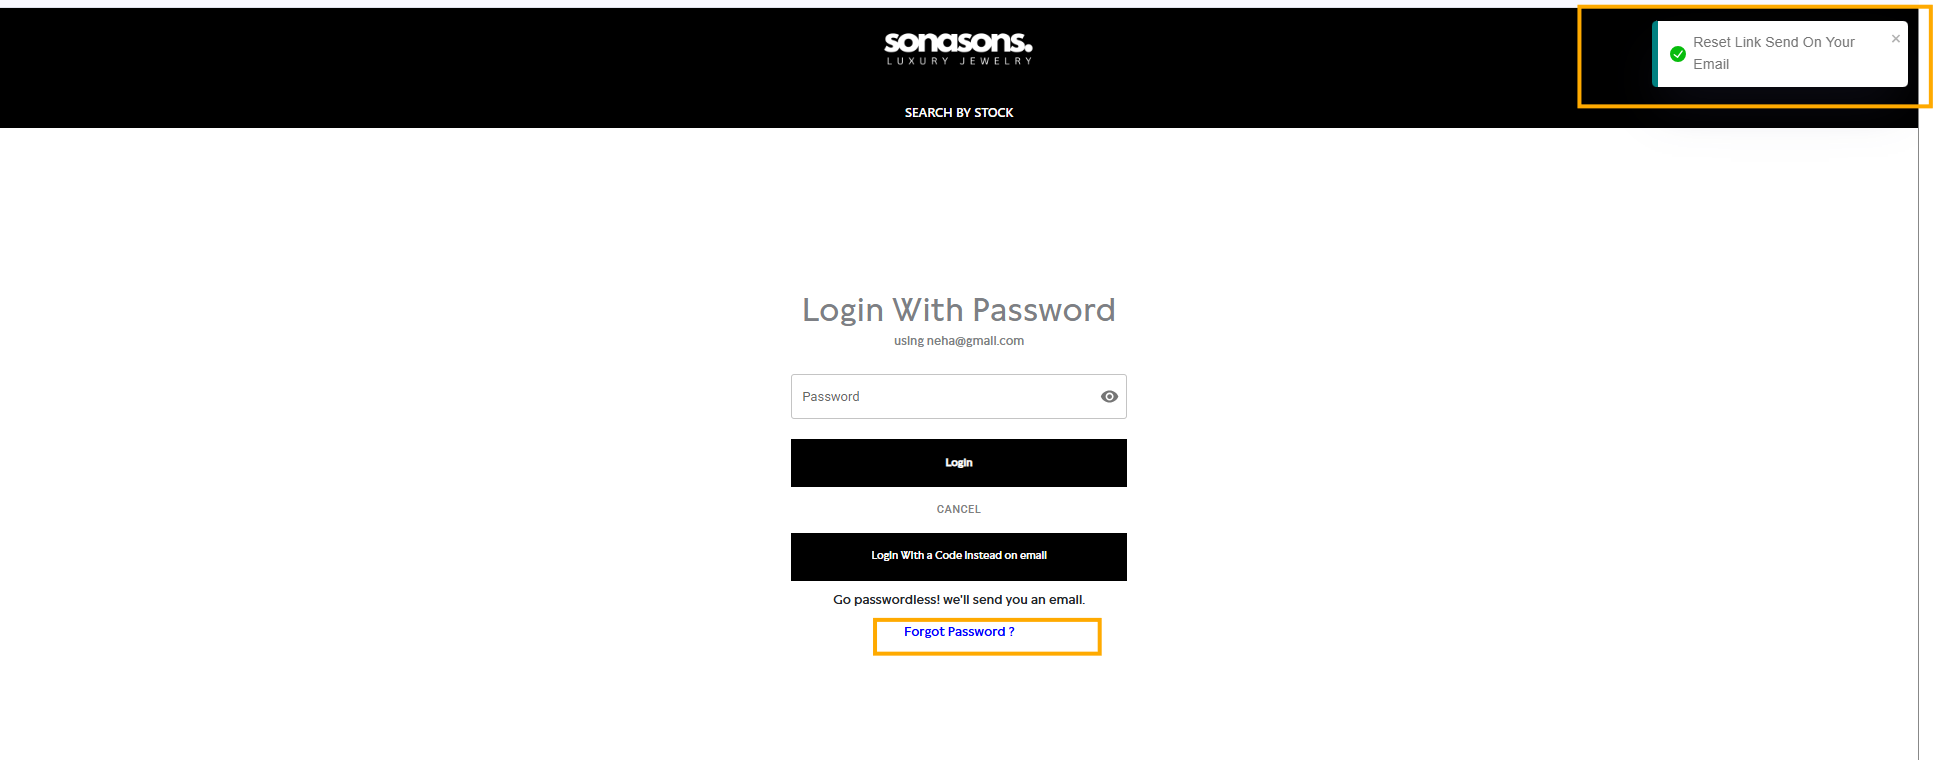 sonasons.
LUXURY JEWELRY
Reset Link Send On Your
Email
SEARCH BY STOCK
Login With Password
using neha@gmail.com
Password
Login
CANCEL
Login With a Code Instead on email
Go passwordless! we'll send you an email.
Forgot Password ?